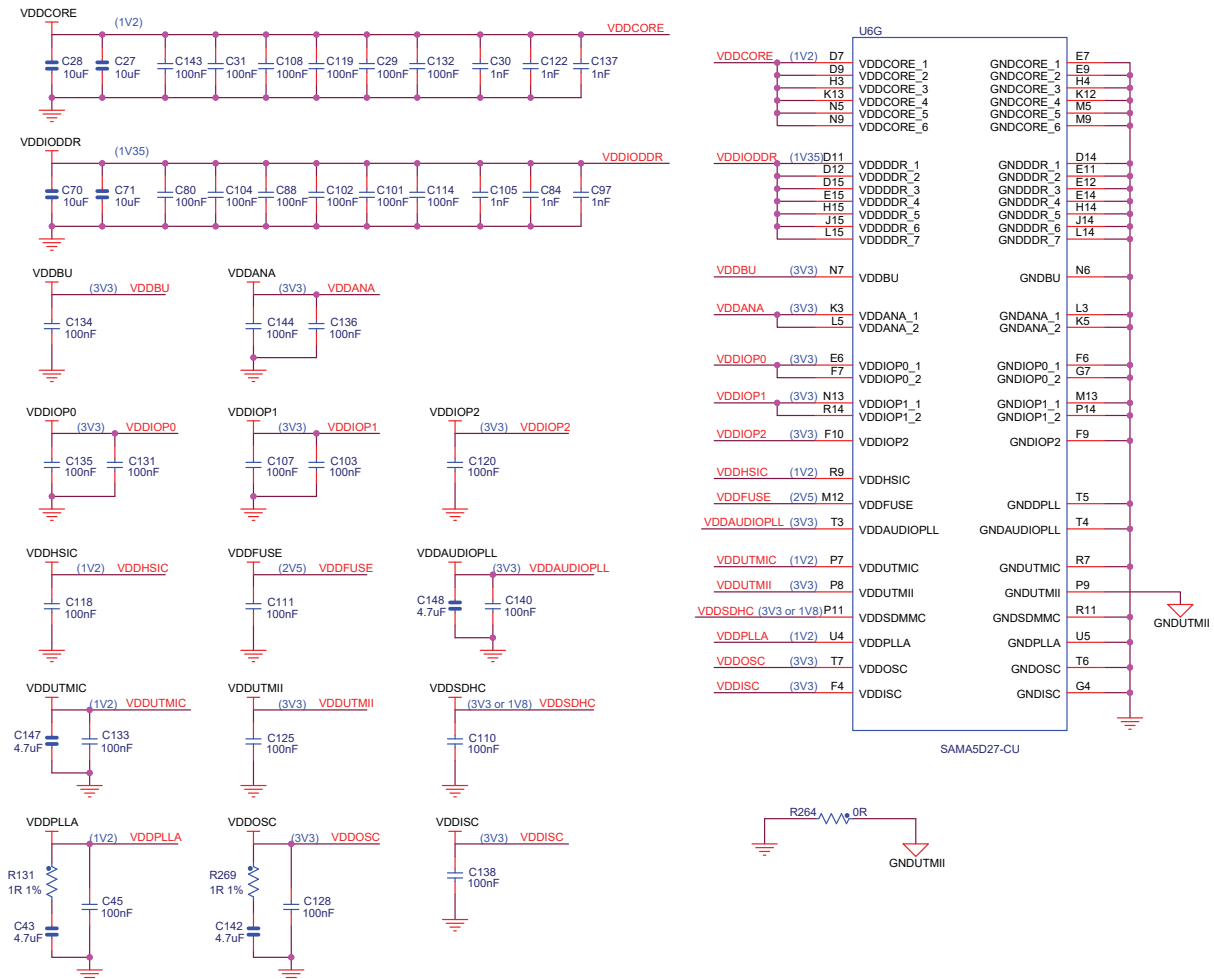 VDDCORE
(1V2)
VDDCORE
C28
10uF
C27
10uF
C143
100nF
C31
100nF
C108
100nF
C119
100nF
C29
100nF
C132
100nF
C30
1nF
C122
1nF
C137
1nF
VDDIODDR
(1V35)
VDDIODDR
C70
10uF
C71
10uF
C80
100nF
C104
100nF
C88
100nF
C102
100nF
C101
100nF
C114
100nF
C105
1nF
C84
1nF
C97
1nF
VDDBU
(3V3) VDDBU
C134
100nF
VDDANA
(3V3) VDDANA
C144
100nF
C136
100nF
VDDIOP0
(3V3) VDDIOP0
C135
100nF
C131
100nF
VDDIOP1
(3V3) VDDIOP1
C107
100nF
C103
100nF
VDDIOP2
(3V3) VDDIOP2
C120
100nF
VDDHSIC
(1V2) VDDHSIC
C118
100nF
VDDFUSE
(2V5) VDDFUSE
C111
100nF
VDDAUDIOPLL
(3V3) VDDAUDIOPLL
C148
4.7uF
C140
100nF
VDDUTMIC
(1V2) VDDUTMIC
C147
4.7uF
C133
100nF
VDDUTMII
(3V3) VDDUTMII
C125
100nF
VDDSDHC
(3V3 or 1V8) VDDSDHC
C110
100nF
VDDPLLA
(1V2) VDDPLLA
R131
1R 1%
C45
100nF
C43
4.7uF
VDDOSC
(3V3) VDDOSC
R269
1R 1%
C128
100nF
C142
4.7uF
VDDISC
(3V3) VDDISC
C138
100nF
U6G
VDDCORE (1V2) D7 VDDCORE_1 GNDCORE_1 E7
D9 VDDCORE_2 GNDCORE_2 E9
H3 VDDCORE_3 GNDCORE_3 H4
K13 VDDCORE_4 GNDCORE_4 K12
N5 VDDCORE_5 GNDCORE_5 M5
N9 VDDCORE_6 GNDCORE_6 M9
VDDIODDR (1V35) D11 VDDDDR_1 GNDDDR_1 D14
D12 VDDDDR_2 GNDDDR_2 E11
D15 VDDDDR_3 GNDDDR_3 E12
E15 VDDDDR_4 GNDDDR_4 E14
H15 VDDDDR_5 GNDDDR_5 H14
J15 VDDDDR_6 GNDDDR_6 J14
L15 VDDDDR_7 GNDDDR_7 L14
VDDBU (3V3) N7 VDDBU GNDBU N6
VDDANA (3V3) K3 VDDANA_1 GNDANA_1 L3
L5 VDDANA_2 GNDANA_2 K5
VDDIOP0 (3V3) E6 VDDIOP0_1 GNDIOP0_1 F6
F7 VDDIOP0_2 GNDIOP0_2 G7
VDDIOP1 (3V3) N13 VDDIOP1_1 GNDIOP1_1 M13
R14 VDDIOP1_2 GNDIOP1_2 P14
VDDIOP2 (3V3) F10 VDDIOP2 GNDIOP2 F9
VDDHSIC (1V2) R9 VDDHSIC
VDDFUSE (2V5) M12 VDDFUSE GNDDPLL T5
VDDAUDIOPLL (3V3) T3 VDDAUDIOPLL GNDAUDIOPLL T4
VDDUTMIC (1V2) P7 VDDUTMIC GNDUTMIC R7
VDDUTMII (3V3) P8 VDDUTMII GNDUTMII P9
VDDSDHC (3V3 or 1V8) P11 VDDSDMMC GNDSDMMC R11
GNDUTMII
VDDPLLA (1V2) U4 VDDPLLA GNDPLLA U5
VDDOSC (3V3) T7 VDDOSC GNDOSC T6
VDDISC (3V3) F4 VDDISC GNDISC G4
SAMA5D27-CU
R264 0R
GNDUTMII